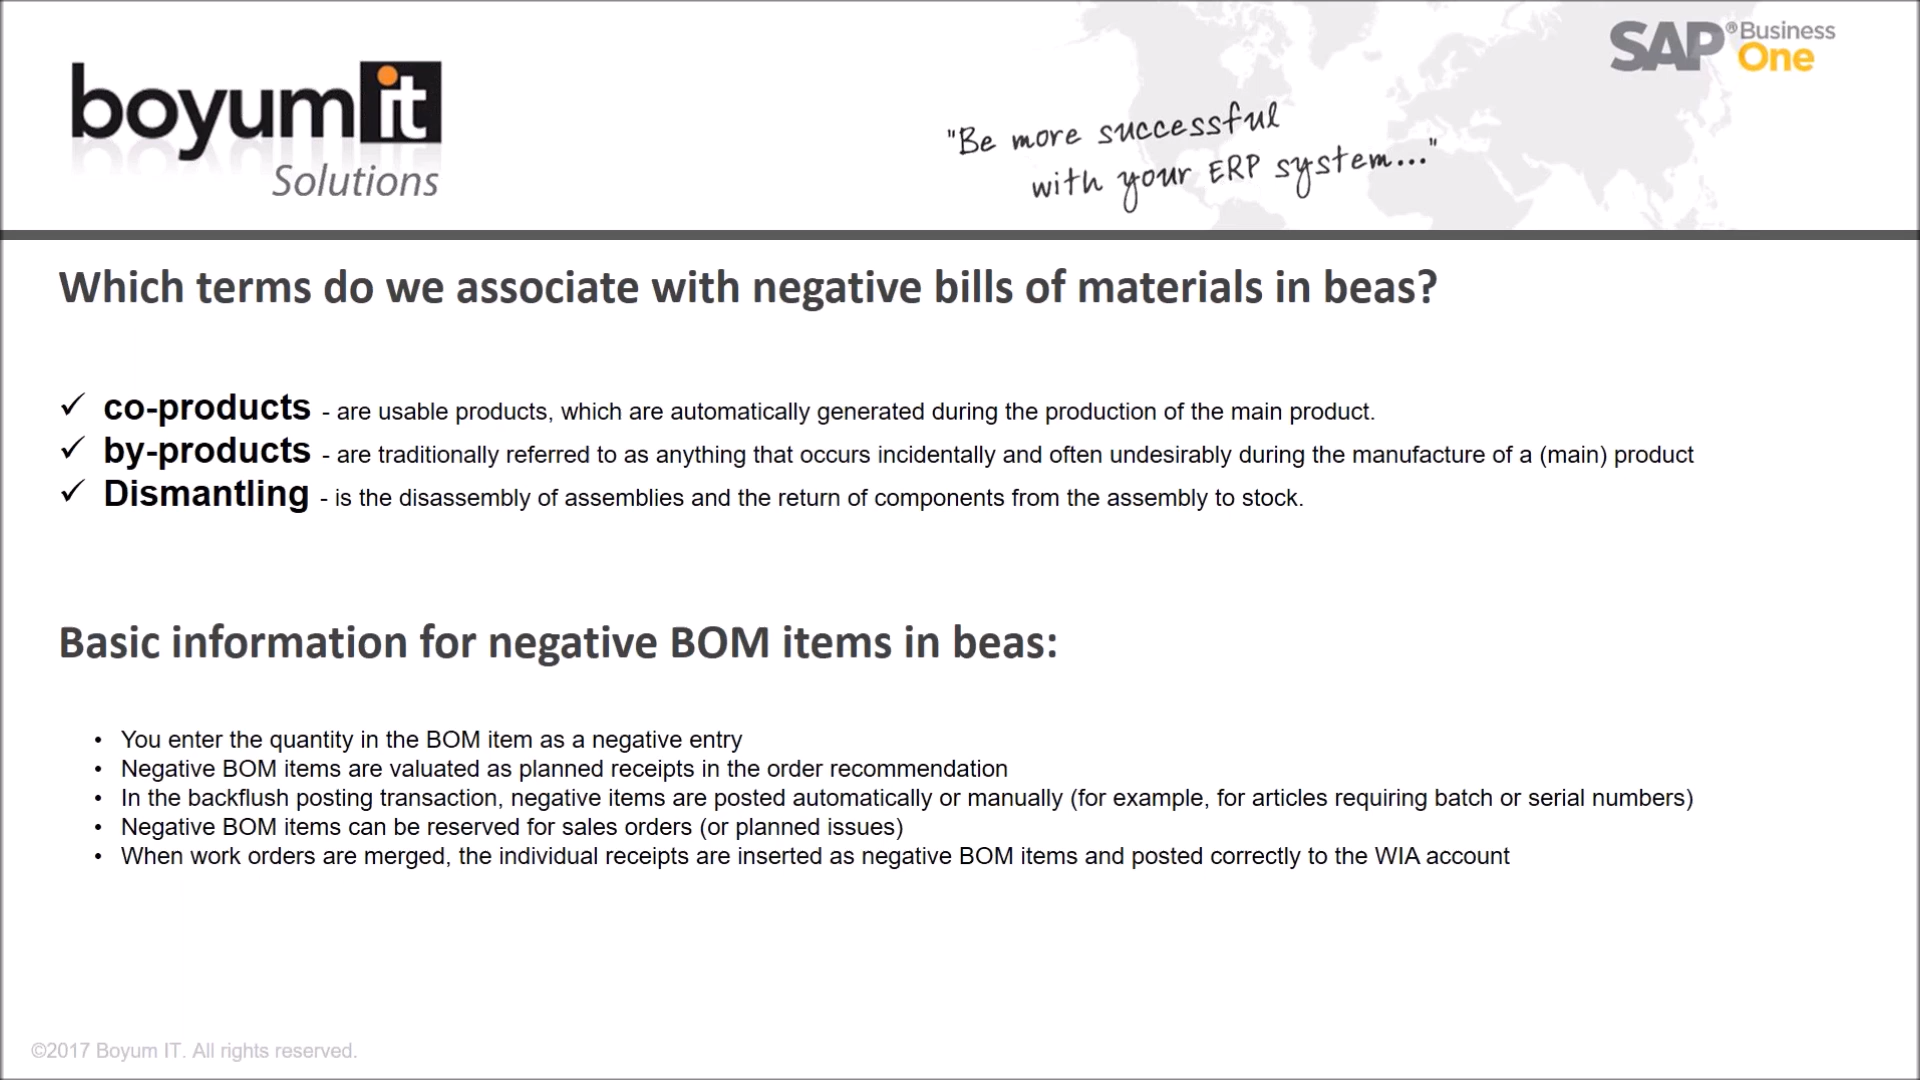 boyumit
Solutions
"Be more successful
with your ERP system..."
SAP® Business
One
Which terms do we associate with negative bills of materials in beas?
✓ co-products - are usable products, which are automatically generated during the production of the main product.
✓ by-products - are traditionally referred to as anything that occurs incidentally and often undesirably during the manufacture of a (main) product
✓ Dismantling - is the disassembly of assemblies and the return of components from the assembly to stock.
Basic information for negative BOM items in beas:
• You enter the quantity in the BOM item as a negative entry
• Negative BOM items are valuated as planned receipts in the order recommendation
• In the backflush posting transaction, negative items are posted automatically or manually (for example, for articles requiring batch or serial numbers)
• Negative BOM items can be reserved for sales orders (or planned issues)
• When work orders are merged, the individual receipts are inserted as negative BOM items and posted correctly to the WIA account
©2017 Boyum IT. All rights reserved.